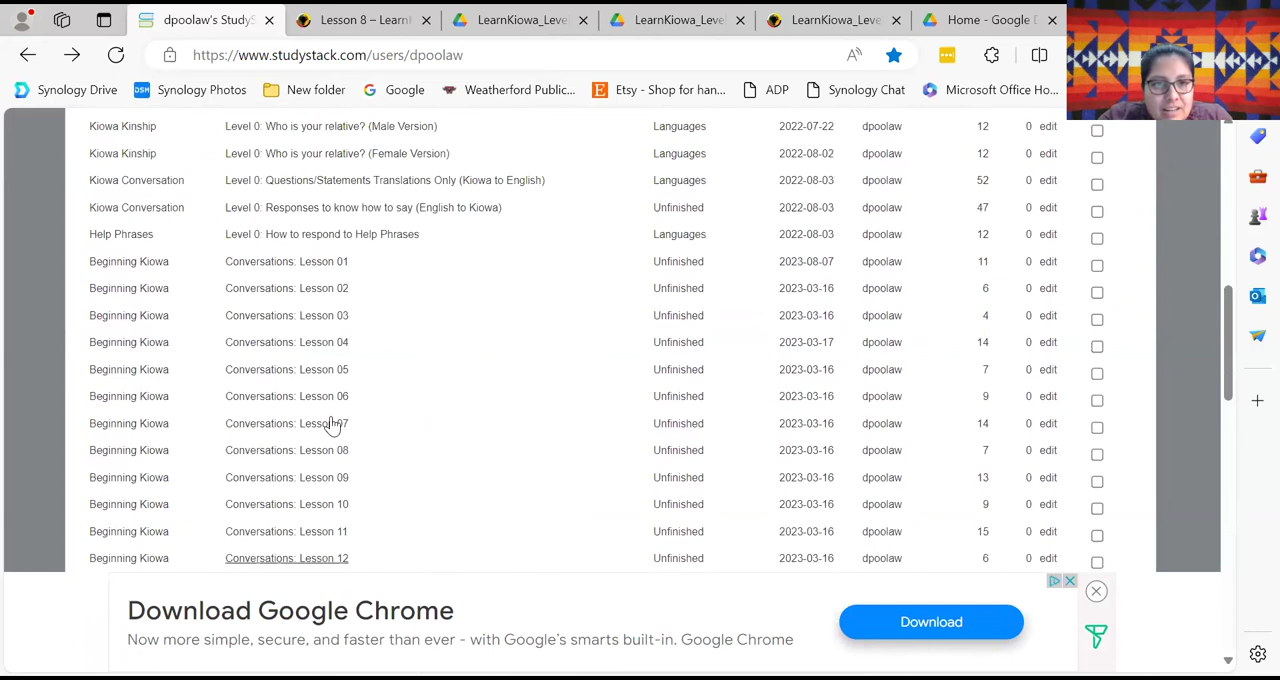 dpoolaw's StudyS
Lesson 8 – Learn
LearnKiowa_Leve
LearnKiowa_Leve
LearnKiowa_Leve
Home - Google D
https://www.studystack.com/users/dpoolaw
Synology Drive
DSM Synology Photos
New folder
Google
Weatherford Public...
Etsy - Shop for han...
ADP
Synology Chat
Microsoft Office Ho...
Kiowa Kinship Level 0: Who is your relative? (Male Version) Languages 2022-07-22 dpoolaw 12 0 edit
Kiowa Kinship Level 0: Who is your relative? (Female Version) Languages 2022-08-02 dpoolaw 12 0 edit
Kiowa Conversation Level 0: Questions/Statements Translations Only (Kiowa to English) Languages 2022-08-03 dpoolaw 52 0 edit
Kiowa Conversation Level 0: Responses to know how to say (English to Kiowa) Unfinished 2022-08-03 dpoolaw 47 0 edit
Help Phrases Level 0: How to respond to Help Phrases Languages 2022-08-03 dpoolaw 12 0 edit
Beginning Kiowa Conversations: Lesson 01 Unfinished 2023-08-07 dpoolaw 11 0 edit
Beginning Kiowa Conversations: Lesson 02 Unfinished 2023-03-16 dpoolaw 6 0 edit
Beginning Kiowa Conversations: Lesson 03 Unfinished 2023-03-16 dpoolaw 4 0 edit
Beginning Kiowa Conversations: Lesson 04 Unfinished 2023-03-17 dpoolaw 14 0 edit
Beginning Kiowa Conversations: Lesson 05 Unfinished 2023-03-16 dpoolaw 7 0 edit
Beginning Kiowa Conversations: Lesson 06 Unfinished 2023-03-16 dpoolaw 9 0 edit
Beginning Kiowa Conversations: Lesson 07 Unfinished 2023-03-16 dpoolaw 14 0 edit
Beginning Kiowa Conversations: Lesson 08 Unfinished 2023-03-16 dpoolaw 7 0 edit
Beginning Kiowa Conversations: Lesson 09 Unfinished 2023-03-16 dpoolaw 13 0 edit
Beginning Kiowa Conversations: Lesson 10 Unfinished 2023-03-16 dpoolaw 9 0 edit
Beginning Kiowa Conversations: Lesson 11 Unfinished 2023-03-16 dpoolaw 15 0 edit
Beginning Kiowa Conversations: Lesson 12 Unfinished 2023-03-16 dpoolaw 6 0 edit
Download Google Chrome
Now more simple, secure, and faster than ever - with Google's smarts built-in. Google Chrome
Download